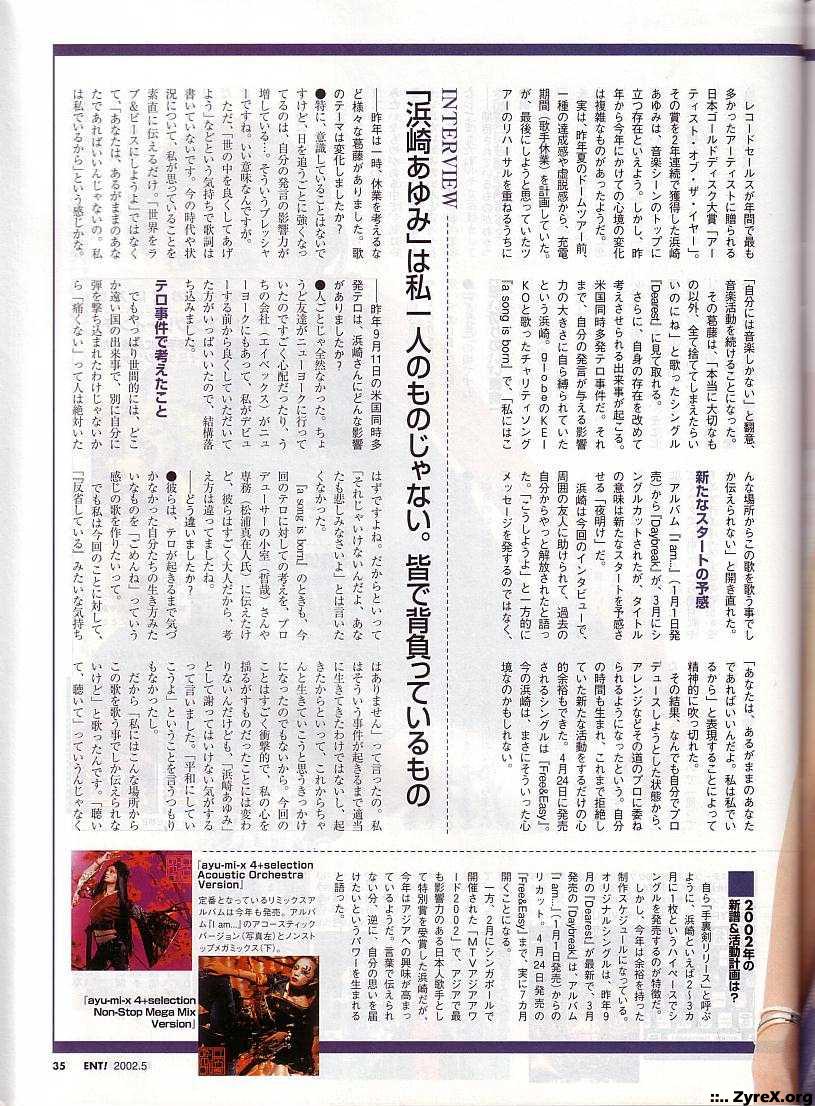 レコードセールスが年間で最も
多かったアーティストに贈られる
日本ゴールドディスク大賞「アー
ティスト・オブ・ザ・イヤー」。
その賞を2年連続で獲得した浜崎
あゆみは、音楽シーンのトップに
立つ存在といえよう。しかし、昨
年から今年にかけての心境の変化
は複雑なものがあったようだ。
実は、昨年夏のドームツアー前、
一種の達成感や虚脱感から、充電
期間（歌手休業）を計画していた。
が、最後にしようと思っていたツ
アーのリハーサルを重ねるうちに
「自分には音楽しかない」と翻意、
音楽活動を続けることになった。
その葛藤は、「本当に大切なも
の以外、全て捨ててしまえたらい
いのにね」と歌ったシングル
『Dearest』に見て取れる。
さらに、自身の存在を改めて
考えさせられる出来事が起こる。
米国同時多発テロ事件だ。それ
まで、自分の発言が与える影響
力の大きさに自ら縛られていた
という浜崎。globeのKEI
KOと歌ったチャリティソング
『a song is born』で、「私にはこ
んな場所からこの歌を歌う事でし
か伝えられない」と開き直れた。
新たなスタートの予感
アルバム『I am...』（1月1日発
売）から『Daybreak』が、3月にシ
ングルカットされたが、タイトル
の意味は新たなスタートを予感さ
せる「夜明け」だ。
浜崎は今回のインタビューで、
周囲の友人に助けられて、過去の
自分からやっと解放されたと語っ
た。「こうしようよ」と一方的に
メッセージを発するのではなく、
「あなたは、あるがままのあなた
であればいいんだよ。私は私でい
るから」と表現することによって
精神的に吹っ切れた。
その結果、なんでも自分でプロ
デュースしようとした状態から、
アレンジなどその道のプロに委ね
られるようになったという。自分
の時間も生まれ、これまで拒絶し
ていた新たな活動をするだけの心
的余裕もできた。4月24日に発売
されるシングルは『Free&Easy』。
今の浜崎は、まさにそういった心
境なのかもしれない。
INTERVIEW
「浜崎あゆみ」は私一人のものじゃない。皆で背負っているもの
――昨年は一時、休業を考えるな
ど様々な葛藤がありました。歌
のテーマは変化しましたか？
●特に、意識していることはないで
すけど、日を追うごとに強くなっ
てるのは、自分の発言の影響力が
増している…。そういうプレッシャ
ーですね。いい意味なんですが。
ただ、「世の中を良くしてあげ
よう」などという気持ちで歌詞は
書いていないです。今の時代や状
況について、私が思っていることを
素直に伝えるだけ。「世界をラ
ブ&ピースにしようよ」ではなく
て、「あなたは、あるがままのあな
たであればいいんじゃないの。私
は私でいるから」という感じかな。
――昨年9月11日の米国同時多
発テロは、浜崎さんにどんな影響
がありましたか？
●人ごとじゃ全然なかった。ちょ
うど友達がニューヨークに行って
いたのですごく心配だったり、う
ちの会社（エイベックス）がニュ
ーヨークにもあって、私がデビュ
ーする前から良くしていただいて
た方がいっぱいいたので、結構落
ち込みました。
テロ事件で考えたこと
でもやっぱり世間的には、どこ
か遠い国の出来事で、別に自分に
弾を撃ち込まれたわけじゃないか
ら「痛くない」って人は絶対いた
はずですよね。だからといって
「それじゃいけないんだよ、あな
たも悲しみなさいよ」とは言いた
くなかった。
『a song is born』のときも、今
回のテロに対しての考えを、プロ
デューサーの小室（哲哉）さんや
専務（松浦真在人氏）に伝えたけ
ど、彼らはすごく大人だから、考
え方は違ってましたね。
――どう違いましたか？
●彼らは、テロが起きるまで気づ
かなかった自分たちの生き方みた
いなものを「ごめんね」っていう
感じの歌を作りたいって。
でも私は今回のことに対して、
「『反省している』みたいな気持ち
はありません」って言ったの。私
はそういう事件が起きるまで適当
に生きてきたわけではないし、起
きたからといって、これからちゃ
んと生きていこうと思うきっかけ
になったのでもないから。今回の
ことはすごく衝撃的で、私の心を
揺るがすものだったことには変わ
りないんだけども、「浜崎あゆみ」
として謝ってはいけない気がする
って言いました。「平和にしてい
こうよ」ということを言うつもり
もなかったし。
だから「私にはこんな場所から
この歌を歌う事でしか伝えられな
いけど」と歌ったんです。「聴い
て、聴いて」っていうんじゃなく
2002年の
新譜&活動計画は？
自ら「手裏剣リリース」と呼ぶ
ように、浜崎といえば2〜3カ
月に1枚というハイペースでシ
ングルを発売するのが特徴だ。
しかし、今年は余裕を持った
制作スケジュールになっている。
オリジナルシングルは、昨年9
月の『Dearest』が最新で、3月
発売の『Daybreak』は、アルバム
『I am...』（1月1日発売）からの
リカット。4月24日発売の
『Free&Easy』まで、実に7カ月
開くことになる。
一方、2月にシンガポールで
開催された「MTVアジアアワ
ード2002」で、アジアで最
も影響力のある日本人歌手とし
て特別賞を受賞した浜崎だが、
今年はアジアへの興味が高まっ
ているようだ。言葉で伝えられ
ない分、逆に、自分の思いを届
けたいというパワーを生まれる
と語った。
『ayu-mi-x 4+selection
Acoustic Orchestra
Version』
定番となっているリミックスア
ルバムは今年も発売。アルバム
『I am...』のアコースティック
バージョン（写真左）とノンスト
ップメガミックス（下）。
『ayu-mi-x 4+selection
Non-Stop Mega Mix
Version』
35 ENT! 2002.5
::.. ZyreX.org